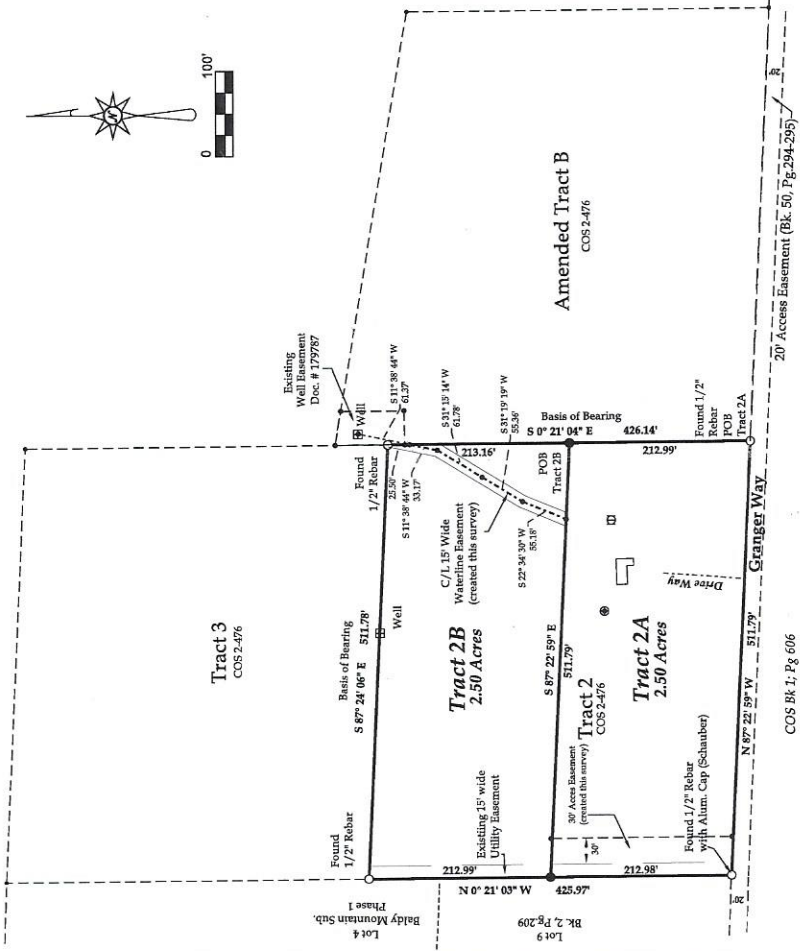 0
100'
N
Tract 3
COS 2-476
Existing
Well Easement
Doc. # 179787
Well
S 11° 38' 44" W
61.37'
Found
1/2" Rebar
Basis of Bearing
S 87° 24' 06" E 511.78'
Found
1/2" Rebar
25.50'
S 11° 38' 44" W
33.17'
Well
213.16'
S 31° 15' 14" W
61.78'
S 31° 19' 19" W
55.36'
C/L 15' Wide
Waterline Easement
(created this survey)
S 22° 34' 30" W
55.18'
Tract 2B
2.50 Acres
POB
Tract 2B
Basis of Bearing
S 0° 21' 04" E 426.14'
Amended Tract B
COS 2-476
Lot 4
Baldy Mountain Sub.
Phase 1
212.99'
Existiing 15' wide
Utility Easement
N 0° 21' 03" W 425.97'
S 87° 22' 59" E
511.79'
Tract 2
COS 2-476
Tract 2A
2.50 Acres
30' Acces Easement
(created this survey)
30'
Drive Way
212.99'
212.98'
Lot 9
Bk. 2, Pg.209
Found 1/2" Rebar
with Alum. Cap (Schauber)
Found 1/2"
Rebar
POB
Tract 2A
N 87° 22' 59" W 511.79'
Granger Way
20'
20'
20' Access Easement (Bk. 50, Pg.294-295)
COS Bk 1; Pg 606